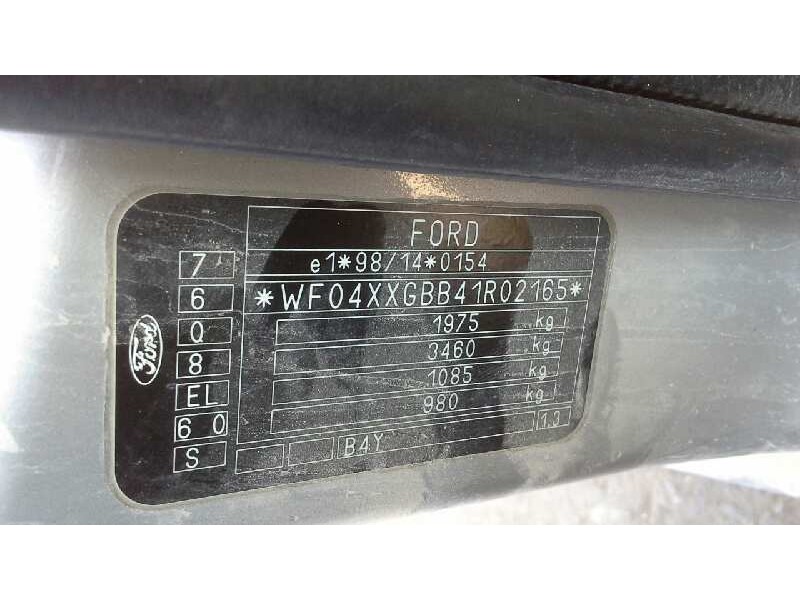 FORD
e1*98/14*0154
*WF04XXGBB41R02165*
1975 kg
3460 kg
1085 kg
980 kg
B4Y 1.3
7
6
Q
8
EL
6 0
S
Ford